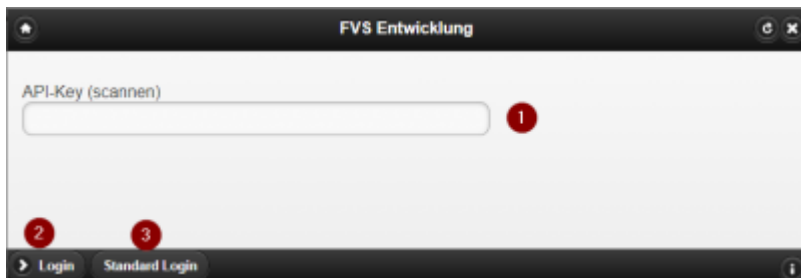 FVS Entwicklung
API-Key (scannen)
1
2
3
Login
Standard Login